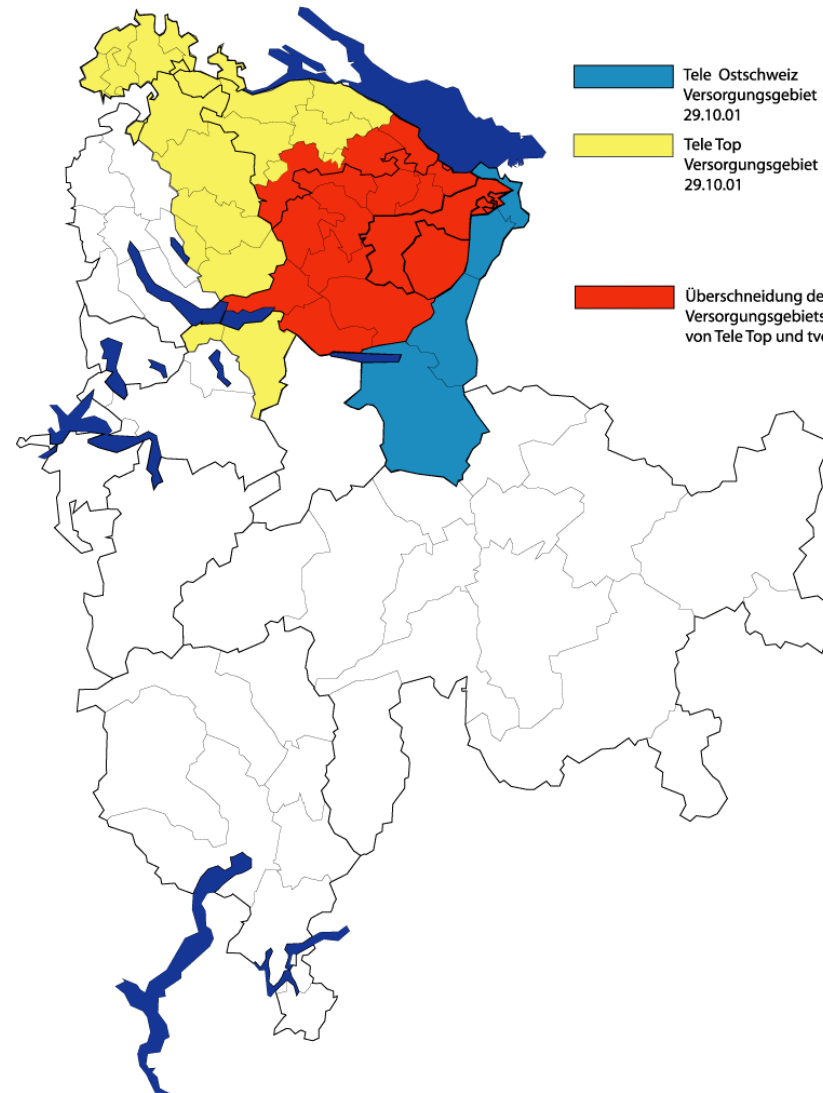 Tele Ostschweiz
Versorgungsgebiet
29.10.01
Tele Top
Versorgungsgebiet
29.10.01
Überschneidung de
Versorgungsgebiets
von Tele Top und tv